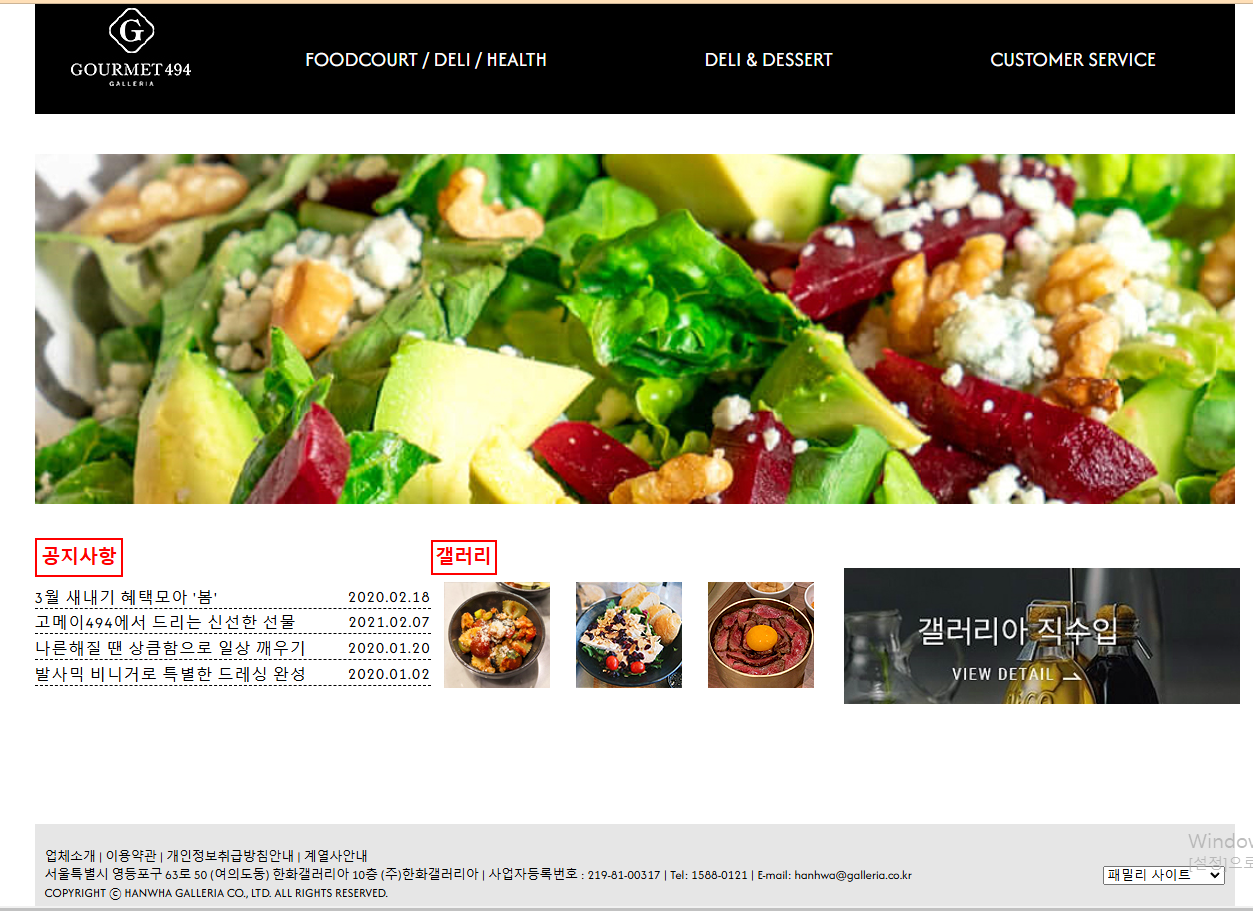 G
GOURMET 494
GALLERIA
FOODCOURT / DELI / HEALTH
DELI & DESSERT
CUSTOMER SERVICE
공지사항
3월 새내기 혜택모아 '봄' 2020.02.18
고메이494에서 드리는 신선한 선물 2021.02.07
나른해질 땐 상큼함으로 일상 깨우기 2020.01.20
발사믹 비니거로 특별한 드레싱 완성 2020.01.02
갤러리
갤러리아 직수입
VIEW DETAIL
업체소개 | 이용약관 | 개인정보취급방침안내 | 계열사안내
서울특별시 영등포구 63로 50 (여의도동) 한화갤러리아 10층 (주)한화갤러리아 | 사업자등록번호 : 219-81-00317 | Tel: 1588-0121 | E-mail: hanhwa@galleria.co.kr
COPYRIGHT ⓒ HANWHA GALLERIA CO., LTD. ALL RIGHTS RESERVED.
패밀리 사이트
Window
[설정]으로